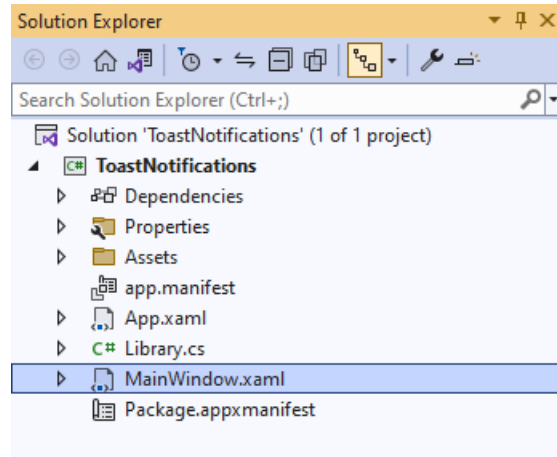 Solution Explorer
Search Solution Explorer (Ctrl+;)
Solution 'ToastNotifications' (1 of 1 project)
C# ToastNotifications
Dependencies
Properties
Assets
app.manifest
App.xaml
C# Library.cs
MainWindow.xaml
Package.appxmanifest